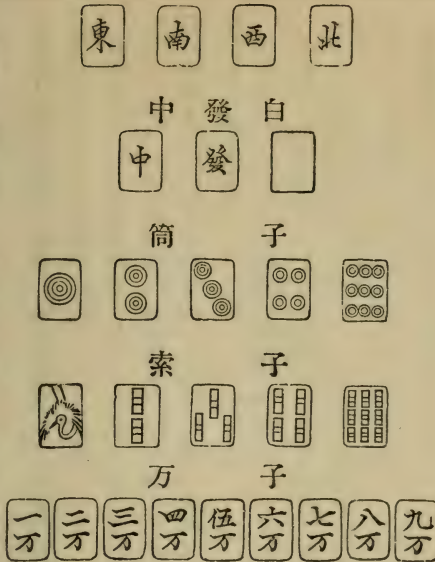 東 南 西 北
中 發 白
中 發
筒 子
索 子
万 子
一万 二万 三万 四万 伍万 六万 七万 八万 九万